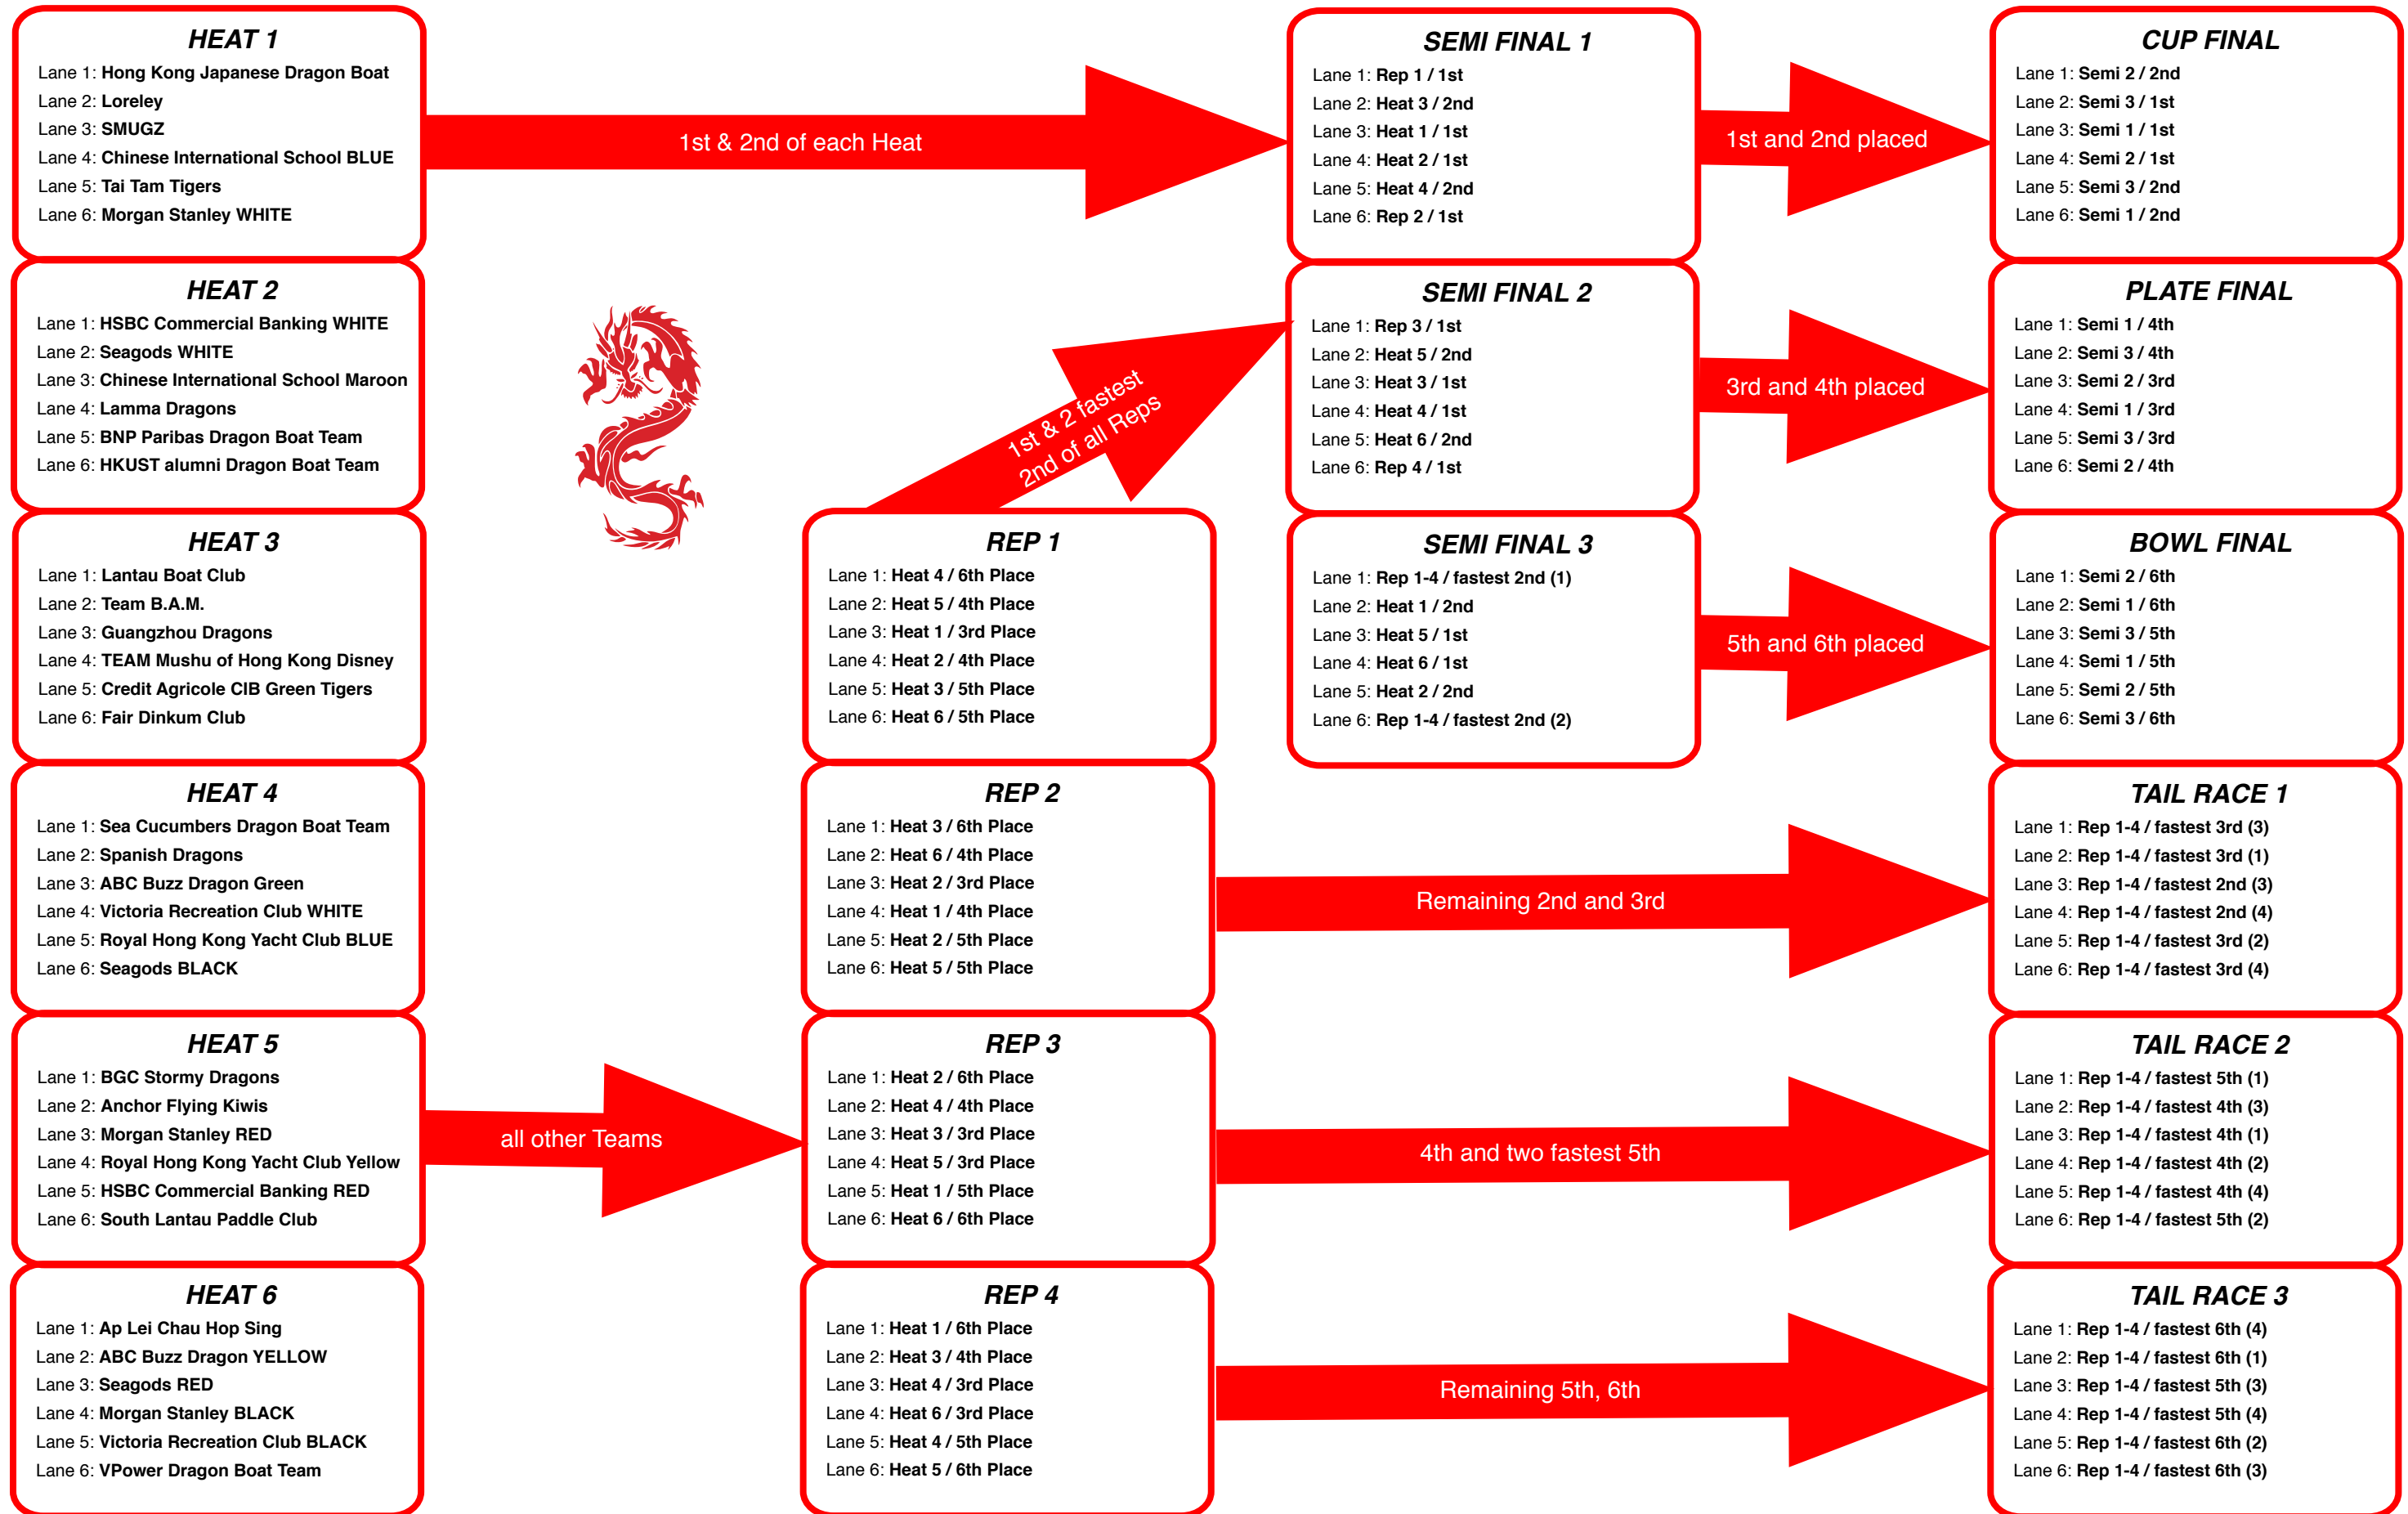 HEAT 1
Lane 1: Hong Kong Japanese Dragon Boat
Lane 2: Loreley
Lane 3: SMUGZ
Lane 4: Chinese International School BLUE
Lane 5: Tai Tam Tigers
Lane 6: Morgan Stanley WHITE
HEAT 2
Lane 1: HSBC Commercial Banking WHITE
Lane 2: Seagods WHITE
Lane 3: Chinese International School Maroon
Lane 4: Lamma Dragons
Lane 5: BNP Paribas Dragon Boat Team
Lane 6: HKUST alumni Dragon Boat Team
HEAT 3
Lane 1: Lantau Boat Club
Lane 2: Team B.A.M.
Lane 3: Guangzhou Dragons
Lane 4: TEAM Mushu of Hong Kong Disney
Lane 5: Credit Agricole CIB Green Tigers
Lane 6: Fair Dinkum Club
HEAT 4
Lane 1: Sea Cucumbers Dragon Boat Team
Lane 2: Spanish Dragons
Lane 3: ABC Buzz Dragon Green
Lane 4: Victoria Recreation Club WHITE
Lane 5: Royal Hong Kong Yacht Club BLUE
Lane 6: Seagods BLACK
HEAT 5
Lane 1: BGC Stormy Dragons
Lane 2: Anchor Flying Kiwis
Lane 3: Morgan Stanley RED
Lane 4: Royal Hong Kong Yacht Club Yellow
Lane 5: HSBC Commercial Banking RED
Lane 6: South Lantau Paddle Club
HEAT 6
Lane 1: Ap Lei Chau Hop Sing
Lane 2: ABC Buzz Dragon YELLOW
Lane 3: Seagods RED
Lane 4: Morgan Stanley BLACK
Lane 5: Victoria Recreation Club BLACK
Lane 6: VPower Dragon Boat Team
1st & 2nd of each Heat
all other Teams
1st & 2 fastest
2nd of all Reps
REP 1
Lane 1: Heat 4 / 6th Place
Lane 2: Heat 5 / 4th Place
Lane 3: Heat 1 / 3rd Place
Lane 4: Heat 2 / 4th Place
Lane 5: Heat 3 / 5th Place
Lane 6: Heat 6 / 5th Place
REP 2
Lane 1: Heat 3 / 6th Place
Lane 2: Heat 6 / 4th Place
Lane 3: Heat 2 / 3rd Place
Lane 4: Heat 1 / 4th Place
Lane 5: Heat 2 / 5th Place
Lane 6: Heat 5 / 5th Place
REP 3
Lane 1: Heat 2 / 6th Place
Lane 2: Heat 4 / 4th Place
Lane 3: Heat 3 / 3rd Place
Lane 4: Heat 5 / 3rd Place
Lane 5: Heat 1 / 5th Place
Lane 6: Heat 6 / 6th Place
REP 4
Lane 1: Heat 1 / 6th Place
Lane 2: Heat 3 / 4th Place
Lane 3: Heat 4 / 3rd Place
Lane 4: Heat 6 / 3rd Place
Lane 5: Heat 4 / 5th Place
Lane 6: Heat 5 / 6th Place
SEMI FINAL 1
Lane 1: Rep 1 / 1st
Lane 2: Heat 3 / 2nd
Lane 3: Heat 1 / 1st
Lane 4: Heat 2 / 1st
Lane 5: Heat 4 / 2nd
Lane 6: Rep 2 / 1st
SEMI FINAL 2
Lane 1: Rep 3 / 1st
Lane 2: Heat 5 / 2nd
Lane 3: Heat 3 / 1st
Lane 4: Heat 4 / 1st
Lane 5: Heat 6 / 2nd
Lane 6: Rep 4 / 1st
SEMI FINAL 3
Lane 1: Rep 1-4 / fastest 2nd (1)
Lane 2: Heat 1 / 2nd
Lane 3: Heat 5 / 1st
Lane 4: Heat 6 / 1st
Lane 5: Heat 2 / 2nd
Lane 6: Rep 1-4 / fastest 2nd (2)
1st and 2nd placed
3rd and 4th placed
5th and 6th placed
Remaining 2nd and 3rd
4th and two fastest 5th
Remaining 5th, 6th
CUP FINAL
Lane 1: Semi 2 / 2nd
Lane 2: Semi 3 / 1st
Lane 3: Semi 1 / 1st
Lane 4: Semi 2 / 1st
Lane 5: Semi 3 / 2nd
Lane 6: Semi 1 / 2nd
PLATE FINAL
Lane 1: Semi 1 / 4th
Lane 2: Semi 3 / 4th
Lane 3: Semi 2 / 3rd
Lane 4: Semi 1 / 3rd
Lane 5: Semi 3 / 3rd
Lane 6: Semi 2 / 4th
BOWL FINAL
Lane 1: Semi 2 / 6th
Lane 2: Semi 1 / 6th
Lane 3: Semi 3 / 5th
Lane 4: Semi 1 / 5th
Lane 5: Semi 2 / 5th
Lane 6: Semi 3 / 6th
TAIL RACE 1
Lane 1: Rep 1-4 / fastest 3rd (3)
Lane 2: Rep 1-4 / fastest 3rd (1)
Lane 3: Rep 1-4 / fastest 2nd (3)
Lane 4: Rep 1-4 / fastest 2nd (4)
Lane 5: Rep 1-4 / fastest 3rd (2)
Lane 6: Rep 1-4 / fastest 3rd (4)
TAIL RACE 2
Lane 1: Rep 1-4 / fastest 5th (1)
Lane 2: Rep 1-4 / fastest 4th (3)
Lane 3: Rep 1-4 / fastest 4th (1)
Lane 4: Rep 1-4 / fastest 4th (2)
Lane 5: Rep 1-4 / fastest 4th (4)
Lane 6: Rep 1-4 / fastest 5th (2)
TAIL RACE 3
Lane 1: Rep 1-4 / fastest 6th (4)
Lane 2: Rep 1-4 / fastest 6th (1)
Lane 3: Rep 1-4 / fastest 5th (3)
Lane 4: Rep 1-4 / fastest 5th (4)
Lane 5: Rep 1-4 / fastest 6th (2)
Lane 6: Rep 1-4 / fastest 6th (3)